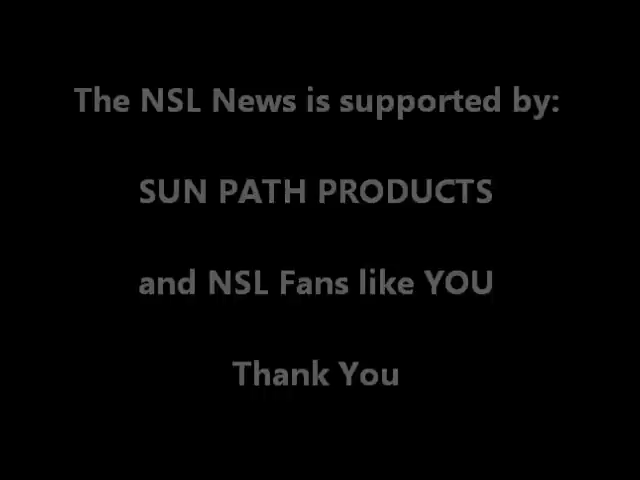 The NSL News is supported by:
SUN PATH PRODUCTS
and NSL Fans like YOU
Thank You